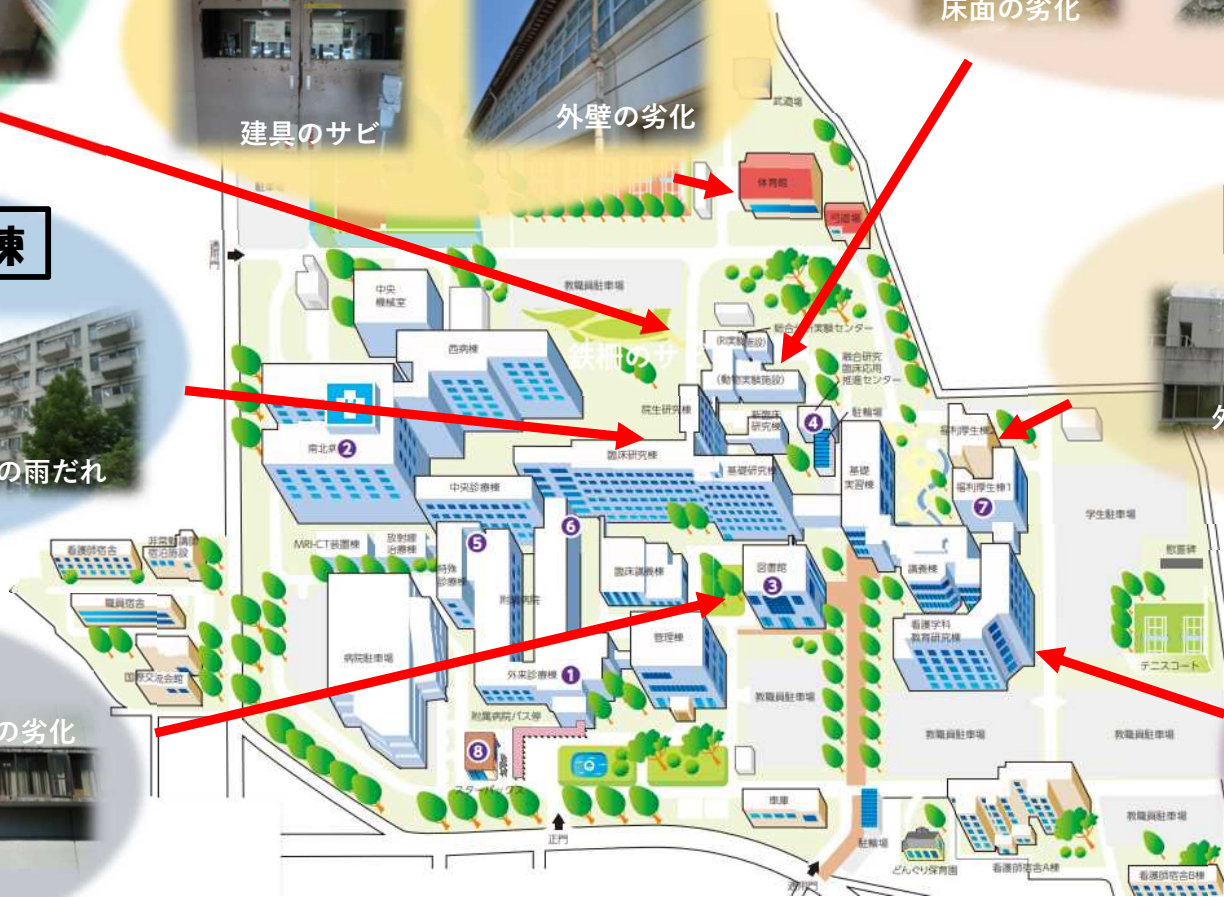 床面の劣化
建具のサビ
外壁の劣化
武道場
体育館
弓道場
棟
通用門
中央
機械室
教職員駐車場
西病棟
総合
実験センター
(RI実験施設)
鉄柵のサ
(動物実験施設)
融合研究
臨床応用
推進センター
院生研究棟
新臨床
研究棟
④
駐輪場
福利厚生棟
南北病
②
の雨だれ
臨床研究棟
基礎研究棟
基礎
実習棟
福利厚生棟1
⑦
中央診療棟
学生駐車場
⑥
⑤
MRI-CT装置棟
放射線
治療棟
特殊
診療棟
看護師宿舎
非常勤講師
宿泊施設
慰霊碑
臨床講義棟
図書館
③
講義棟
附属病院
職員宿舎
看護学科
教育研究棟
管理棟
病院駐車場
テニスコート
国際交流会館
外来診療棟
①
教職員駐車場
附属病院バス停
の劣化
教職員駐車場
教職員駐車場
⑧
スターバックス
車庫
教職員駐車場
正門
駐輪場
どんぐり保育園
看護師宿舎A棟
看護師宿舎B棟
通用門